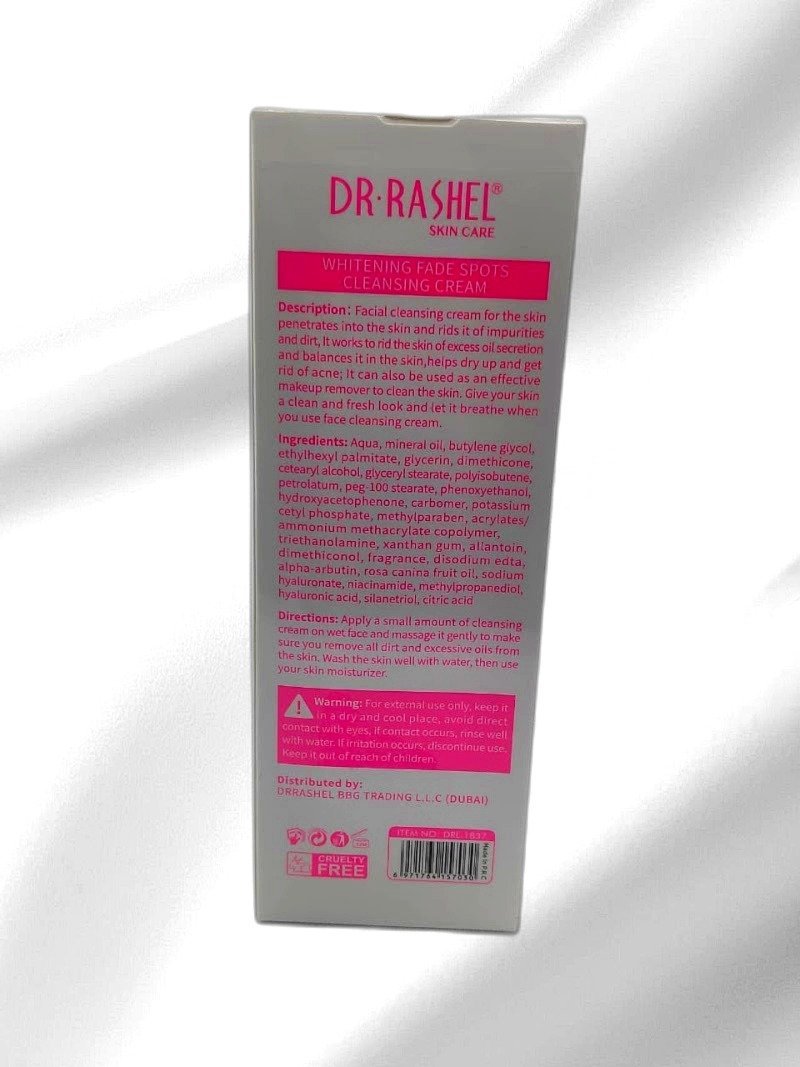 DR·RASHEL®
SKIN CARE
WHITENING FADE SPOTS
CLEANSING CREAM
Description: Facial cleansing cream for the skin
penetrates into the skin and rids it of impurities
and dirt, It works to rid the skin of excess oil secretion
and balances it in the skin,helps dry up and get
rid of acne; It can also be used as an effective
makeup remover to clean the skin. Give your skin
a clean and fresh look and let it breathe when
you use face cleansing cream.
Ingredients: Aqua, mineral oil, butylene glycol,
ethylhexyl palmitate, glycerin, dimethicone,
cetearyl alcohol, glyceryl stearate, polyisobutene,
petrolatum, peg-100 stearate, phenoxyethanol,
hydroxyacetophenone, carbomer, potassium
cetyl phosphate, methylparaben, acrylates/
ammonium methacrylate copolymer,
triethanolamine, xanthan gum, allantoin,
dimethiconol, fragrance, disodium edta,
alpha-arbutin, rosa canina fruit oil, sodium
hyaluronate, niacinamide, methylpropanediol,
hyaluronic acid, silanetriol, citric acid
Directions: Apply a small amount of cleansing
cream on wet face and massage it gently to make
sure you remove all dirt and excessive oils from
the skin. Wash the skin well with water, then use
your skin moisturizer.
Warning: For external use only, keep it
in a dry and cool place, avoid direct
contact with eyes, if contact occurs, rinse well
with water. If irritation occurs, discontinue use.
Keep it out of reach of children.
Distributed by:
DRRASHEL BBG TRADING L.L.C (DUBAI)
CRUELTY
FREE
ITEM NO: DRL.1837
6 971764 157030
Made in P.R.C